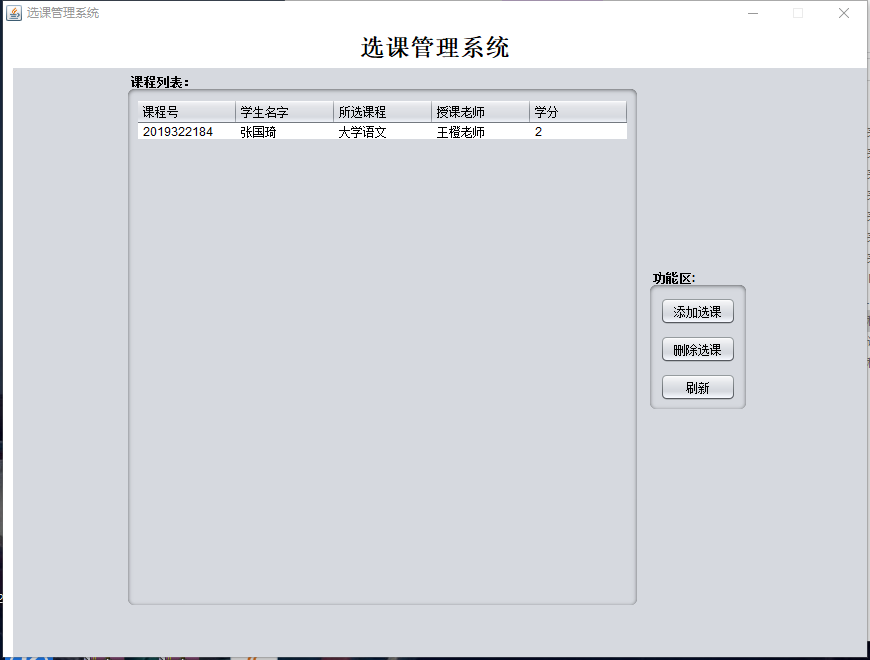 选课管理系统
选课管理系统
课程列表：
课程号 学生名字 所选课程 授课老师 学分
2019322184 张国琦 大学语文 王橙老师 2
功能区:
添加选课
删除选课
刷新